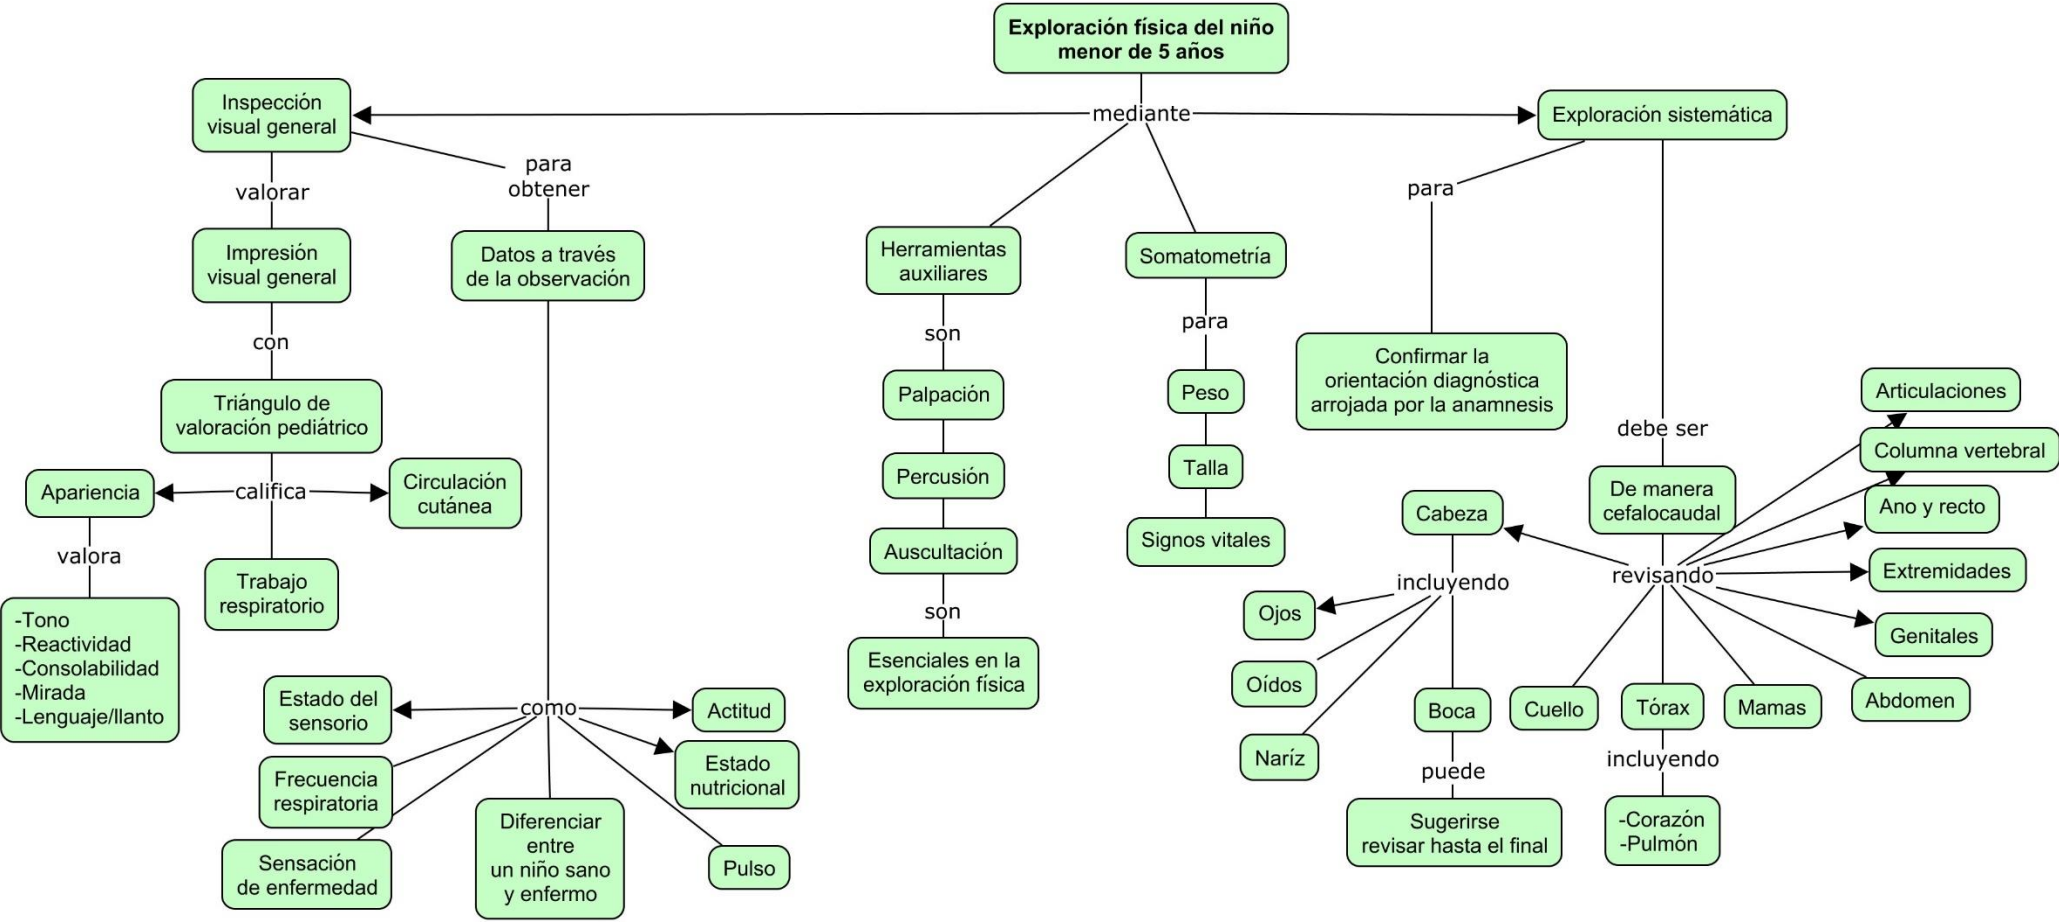 Exploración física del niño
menor de 5 años
mediante
Inspección
visual general
valorar
Impresión
visual general
con
Triángulo de
valoración pediátrico
califica
Apariencia
valora
-Tono
-Reactividad
-Consolabilidad
-Mirada
-Lenguaje/llanto
Trabajo
respiratorio
Circulación
cutánea
para
obtener
Datos a través
de la observación
como
Estado del
sensorio
Frecuencia
respiratoria
Sensación
de enfermedad
Diferenciar
entre
un niño sano
y enfermo
Pulso
Estado
nutricional
Actitud
Herramientas
auxiliares
son
Palpación
Percusión
Auscultación
son
Esenciales en la
exploración física
Somatometría
para
Peso
Talla
Signos vitales
Exploración sistemática
para
Confirmar la
orientación diagnóstica
arrojada por la anamnesis
debe ser
De manera
cefalocaudal
revisando
Cabeza
incluyendo
Ojos
Oídos
Naríz
Boca
puede
Sugerirse
revisar hasta el final
Cuello
Tórax
incluyendo
-Corazón
-Pulmón
Mamas
Abdomen
Genitales
Extremidades
Ano y recto
Columna vertebral
Articulaciones